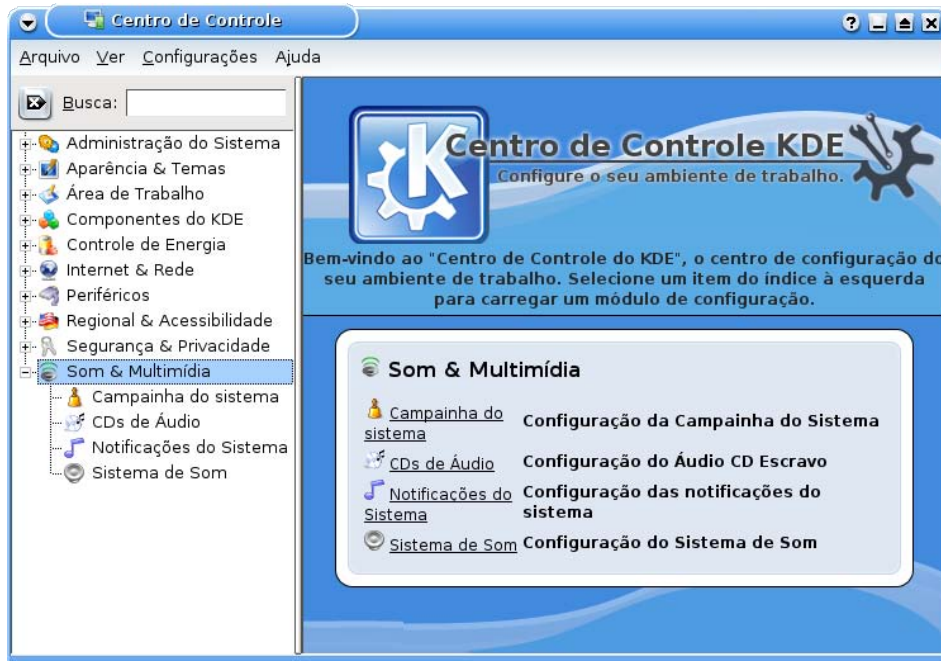 Centro de Controle
Arquivo Ver Configurações Ajuda
Busca:
Administração do Sistema
Aparência & Temas
Área de Trabalho
Componentes do KDE
Controle de Energia
Internet & Rede
Periféricos
Regional & Acessibilidade
Segurança & Privacidade
Som & Multimídia
Campainha do sistema
CDs de Áudio
Notificações do Sistema
Sistema de Som
Centro de Controle KDE
Configure o seu ambiente de trabalho.
Bem-vindo ao "Centro de Controle do KDE", o centro de configuração do
seu ambiente de trabalho. Selecione um item do índice à esquerda
para carregar um módulo de configuração.
Som & Multimídia
Campainha do
sistema
Configuração da Campainha do Sistema
CDs de Áudio
Configuração do Áudio CD Escravo
Notificações do
Sistema
Configuração das notificações do
sistema
Sistema de Som
Configuração do Sistema de Som